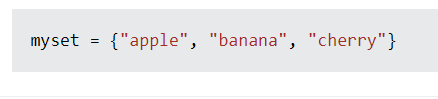 myset = {"apple", "banana", "cherry"}